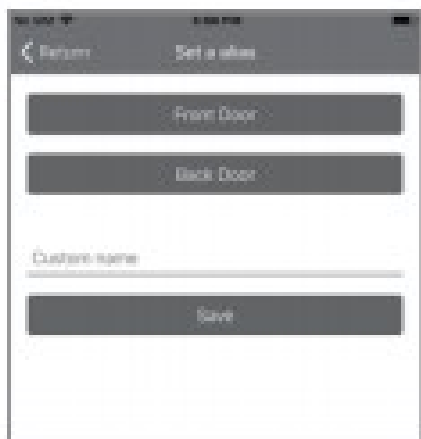 Return Set a alias
Front Door
Back Door
Custom name
Save